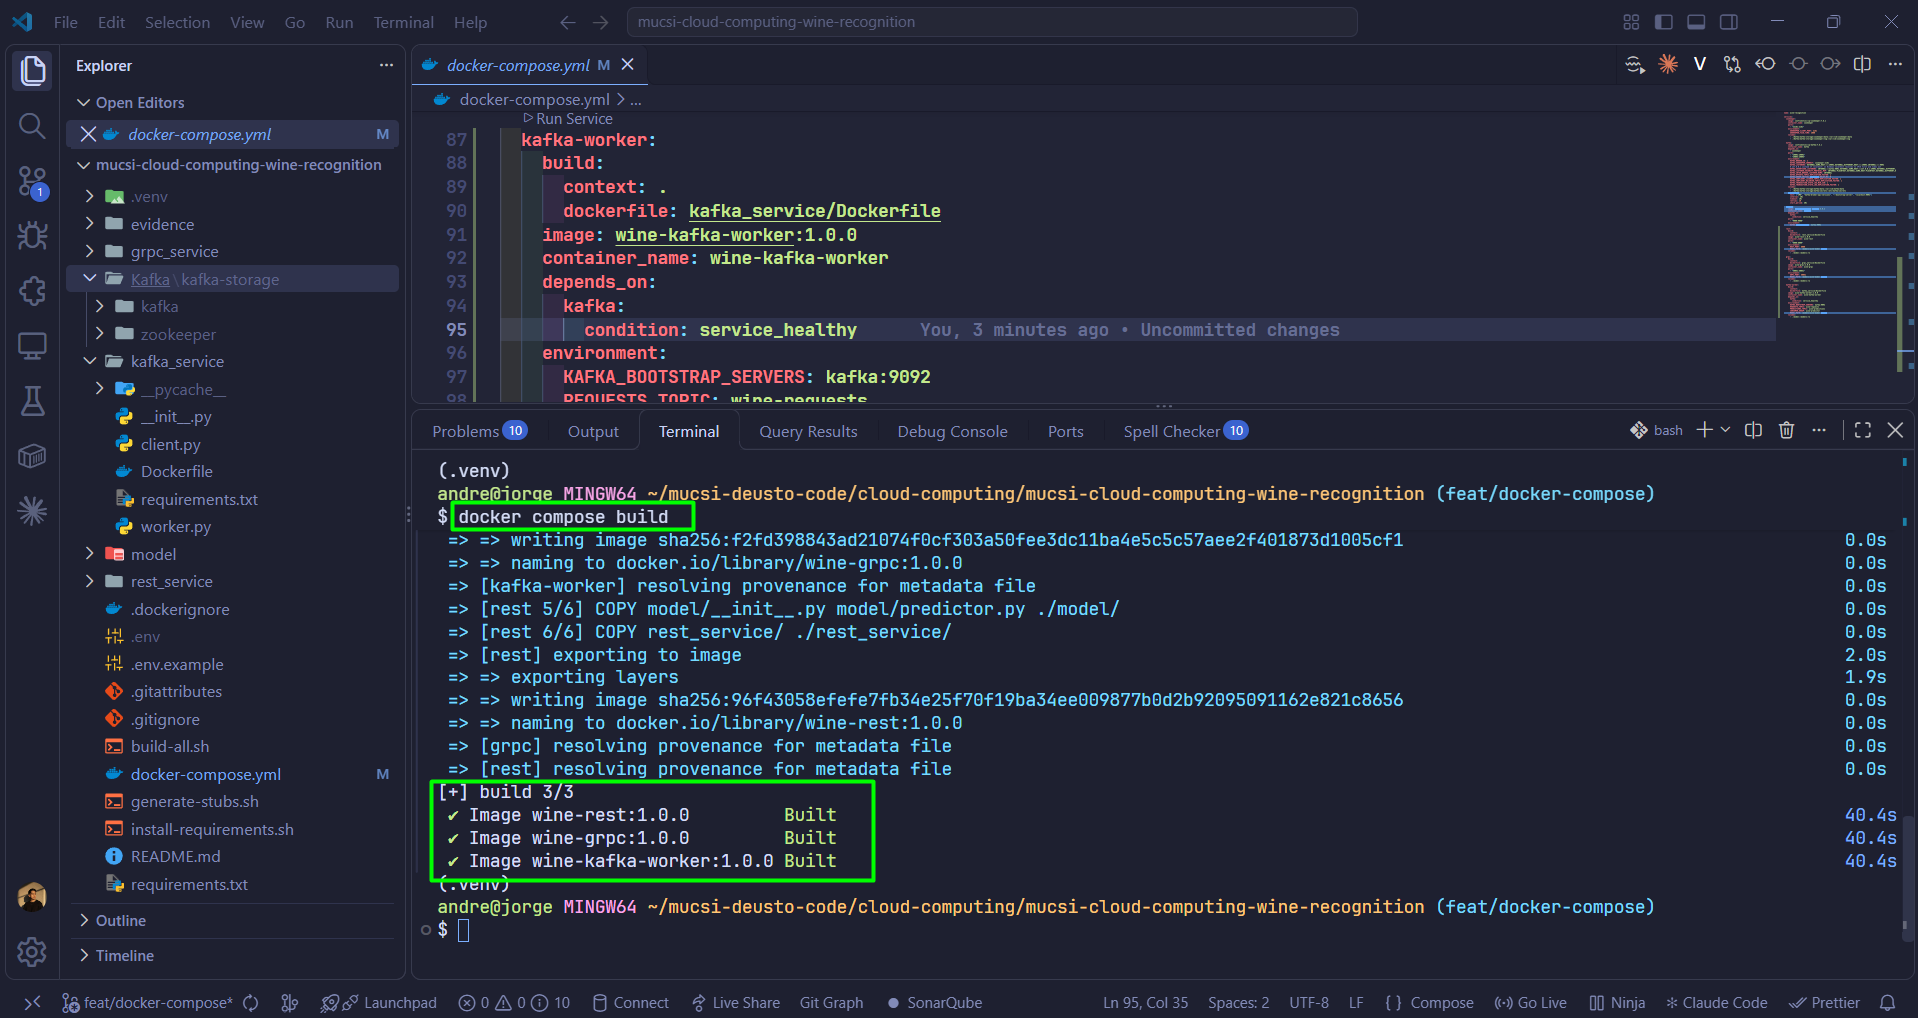 File Edit Selection View Go Run Terminal Help
mucsi-cloud-computing-wine-recognition
Explorer
Open Editors
docker-compose.yml M
mucsi-cloud-computing-wine-recognition
.venv
evidence
grpc_service
Kafka \ kafka-storage
kafka
zookeeper
kafka_service
__pycache__
__init__.py
client.py
Dockerfile
requirements.txt
worker.py
model
rest_service
.dockerignore
.env
.env.example
.gitattributes
.gitignore
build-all.sh
docker-compose.yml M
generate-stubs.sh
install-requirements.sh
README.md
requirements.txt
Outline
Timeline
1
docker-compose.yml M
V
docker-compose.yml > ...
Run Service
87 kafka-worker:
88 build:
89 context: .
90 dockerfile: kafka_service/Dockerfile
91 image: wine-kafka-worker:1.0.0
92 container_name: wine-kafka-worker
93 depends_on:
94 kafka:
95 condition: service_healthy You, 3 minutes ago • Uncommitted changes
96 environment:
97 KAFKA_BOOTSTRAP_SERVERS: kafka:9092
98 REQUESTS_TOPIC: wine-requests
Problems 10 Output Terminal Query Results Debug Console Ports Spell Checker 10 bash
(.venv)
andre@jorge MINGW64 ~/mucsi-deusto-code/cloud-computing/mucsi-cloud-computing-wine-recognition (feat/docker-compose)
$ docker compose build
=> => writing image sha256:f2fd398843ad21074f0cf303a50fee3dc11ba4e5c5c57aee2f401873d1005cf1 0.0s
=> => naming to docker.io/library/wine-grpc:1.0.0 0.0s
=> [kafka-worker] resolving provenance for metadata file 0.0s
=> [rest 5/6] COPY model/__init__.py model/predictor.py ./model/ 0.0s
=> [rest 6/6] COPY rest_service/ ./rest_service/ 0.0s
=> [rest] exporting to image 2.0s
=> => exporting layers 1.9s
=> => writing image sha256:96f43058efefe7fb34e25f70f19ba34ee009877b0d2b92095091162e821c8656 0.0s
=> => naming to docker.io/library/wine-rest:1.0.0 0.0s
=> [grpc] resolving provenance for metadata file 0.0s
=> [rest] resolving provenance for metadata file 0.0s
[+] build 3/3
✔ Image wine-rest:1.0.0 Built 40.4s
✔ Image wine-grpc:1.0.0 Built 40.4s
✔ Image wine-kafka-worker:1.0.0 Built 40.4s
(.venv)
andre@jorge MINGW64 ~/mucsi-deusto-code/cloud-computing/mucsi-cloud-computing-wine-recognition (feat/docker-compose)
$
feat/docker-compose* Launchpad 0 0 10 Connect Live Share Git Graph SonarQube Ln 95, Col 35 Spaces: 2 UTF-8 LF { } Compose Go Live Ninja Claude Code Prettier